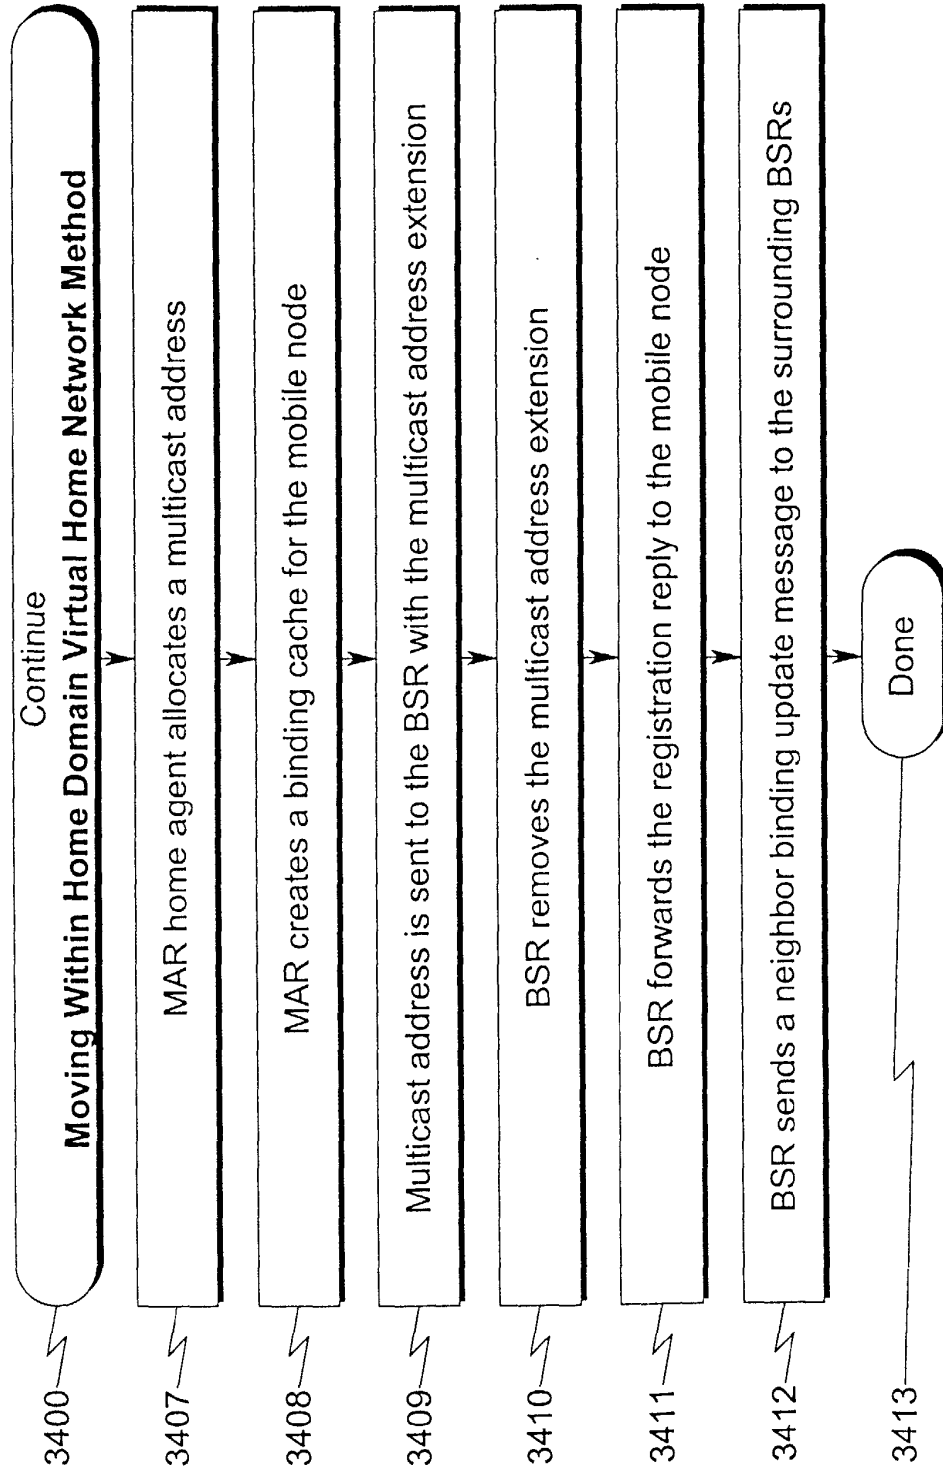 Continue
Moving Within Home Domain Virtual Home Network Method
3400
MAR home agent allocates a multicast address
3407
MAR creates a binding cache for the mobile node
3408
Multicast address is sent to the BSR with the multicast address extension
3409
BSR removes the multicast address extension
3410
BSR forwards the registration reply to the mobile node
3411
BSR sends a neighbor binding update message to the surrounding BSRs
3412
Done
3413